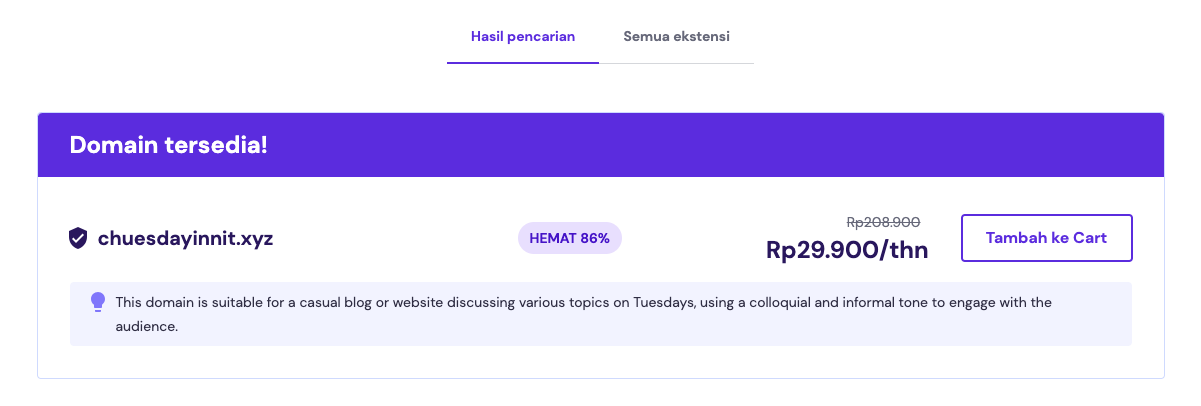 Hasil pencarian
Semua ekstensi
Domain tersedia!
chuesdayinnit.xyz
HEMAT 86%
Rp208.900
Rp29.900/thn
Tambah ke Cart
This domain is suitable for a casual blog or website discussing various topics on Tuesdays, using a colloquial and informal tone to engage with the
audience.